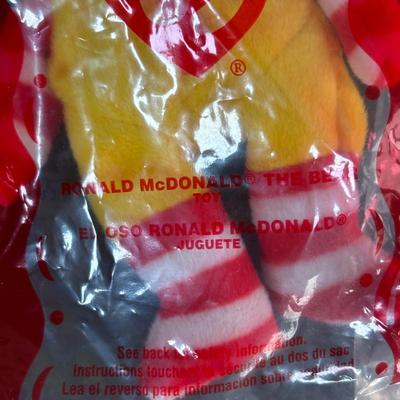 ®
RONALD McDONALD® THE BEAR
TOY
EL OSO RONALD McDONALD®
JUGUETE
See back for safety information.
Instructions touchant la sécurité au dos du sac
Lea el reverso para información sobre seguridad